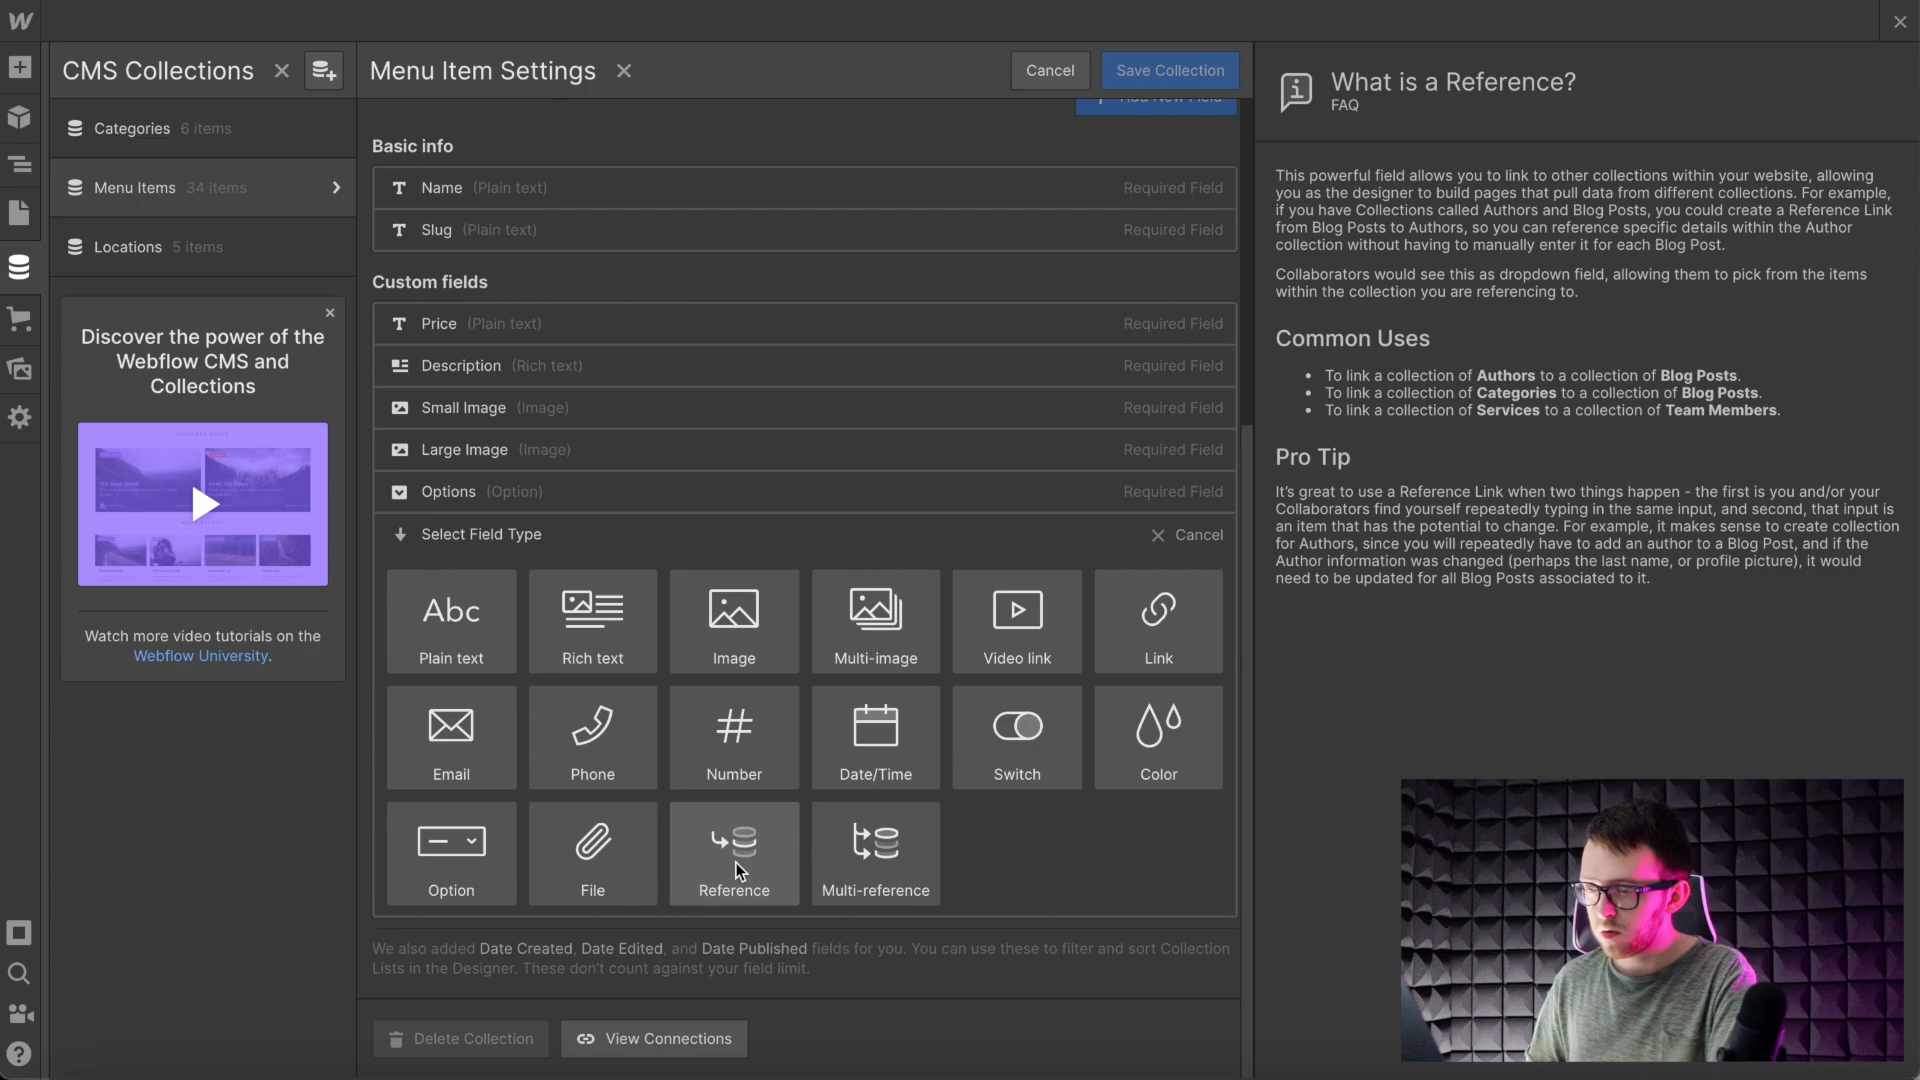 CMS Collections
Categories 6 items
Menu Items 34 items
Locations 5 items
Discover the power of the
Webflow CMS and
Collections
Watch more video tutorials on the
Webflow University.
Menu Item Settings
Cancel
Save Collection
Add New Field
Basic info
Name (Plain text) Required Field
Slug (Plain text) Required Field
Custom fields
Price (Plain text) Required Field
Description (Rich text) Required Field
Small Image (Image) Required Field
Large Image (Image) Required Field
Options (Option) Required Field
Select Field Type Cancel
Abc
Plain text Rich text Image Multi-image Video link Link
Email Phone Number Date/Time Switch Color
Option File Reference Multi-reference
We also added Date Created, Date Edited, and Date Published fields for you. You can use these to filter and sort Collection
Lists in the Designer. These don't count against your field limit.
Delete Collection View Connections
What is a Reference?
FAQ
This powerful field allows you to link to other collections within your website, allowing
you as the designer to build pages that pull data from different collections. For example,
if you have Collections called Authors and Blog Posts, you could create a Reference Link
from Blog Posts to Authors, so you can reference specific details within the Author
collection without having to manually enter it for each Blog Post.
Collaborators would see this as dropdown field, allowing them to pick from the items
within the collection you are referencing to.
Common Uses
• To link a collection of Authors to a collection of Blog Posts.
• To link a collection of Categories to a collection of Blog Posts.
• To link a collection of Services to a collection of Team Members.
Pro Tip
It's great to use a Reference Link when two things happen - the first is you and/or your
Collaborators find yourself repeatedly typing in the same input, and second, that input is
an item that has the potential to change. For example, it makes sense to create collection
for Authors, since you will repeatedly have to add an author to a Blog Post, and if the
Author information was changed (perhaps the last name, or profile picture), it would
need to be updated for all Blog Posts associated to it.